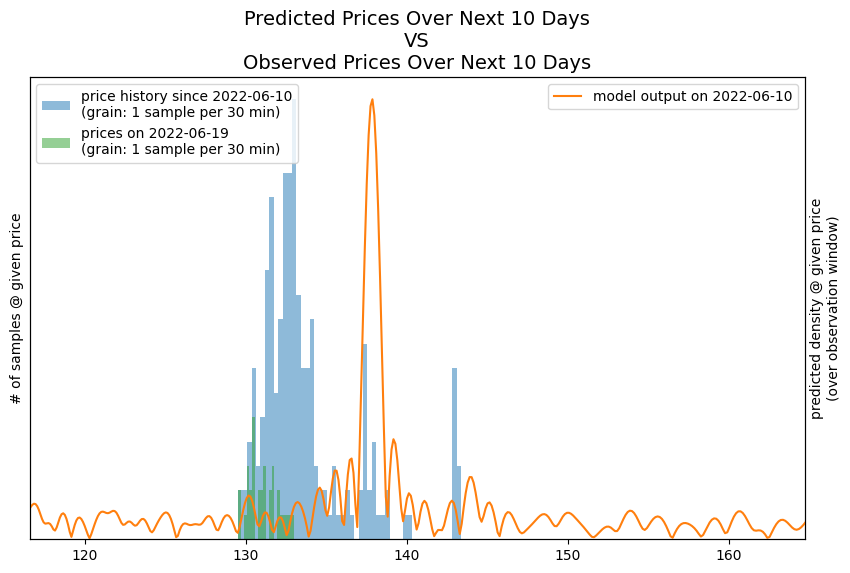 Predicted Prices Over Next 10 Days
VS
Observed Prices Over Next 10 Days
price history since 2022-06-10
(grain: 1 sample per 30 min)
prices on 2022-06-19
(grain: 1 sample per 30 min)
model output on 2022-06-10
# of samples @ given price
predicted density @ given price
(over observation window)
120
130
140
150
160